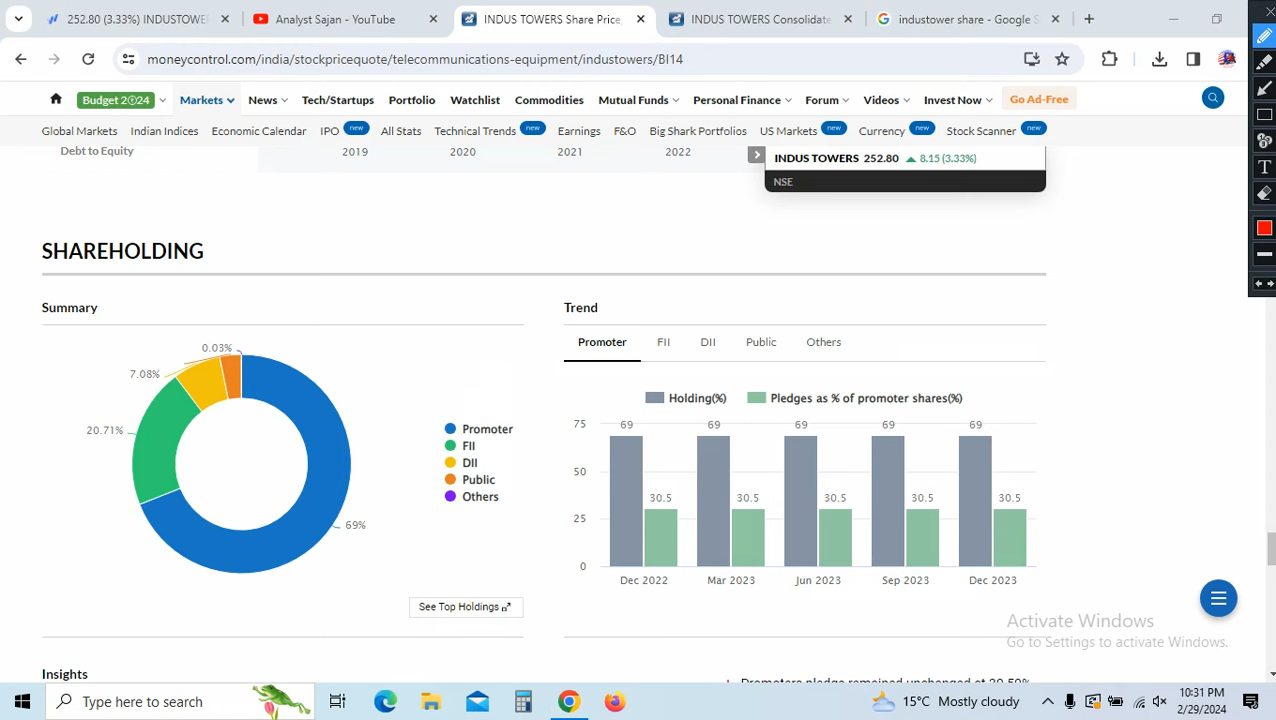 252.80 (3.33%) INDUSTOWE
Analyst Sajan - YouTube
INDUS TOWERS Share Price,
INDUS TOWERS Consolidate
industower share - Google S
moneycontrol.com/india/stockpricequote/telecommunications-equipment/industowers/BI14
Budget 2024
Markets
News
Tech/Startups
Portfolio
Watchlist
Commodities
Mutual Funds
Personal Finance
Forum
Videos
Invest Now
Go Ad-Free
Global Markets
Indian Indices
Economic Calendar
IPO new
All Stats
Technical Trends new
Earnings
F&O
Big Shark Portfolios
US Markets new
Currency new
Stock Scanner new
Debt to Equity
2019 2020 2021 2022
INDUS TOWERS 252.80 8.15 (3.33%)
NSE
SHAREHOLDING
Summary
0.03%
7.08%
20.71%
69%
Promoter
FII
DII
Public
Others
See Top Holdings
Trend
Promoter FII DII Public Others
Holding(%) Pledges as % of promoter shares(%)
75
50
25
0
69 69 69 69 69
30.5 30.5 30.5 30.5 30.5
Dec 2022 Mar 2023 Jun 2023 Sep 2023 Dec 2023
Activate Windows
Go to Settings to activate Windows.
Insights
Promoters pledge remained unchanged at 30.50%
Type here to search
15°C Mostly cloudy
10:31 PM
2/29/2024
T